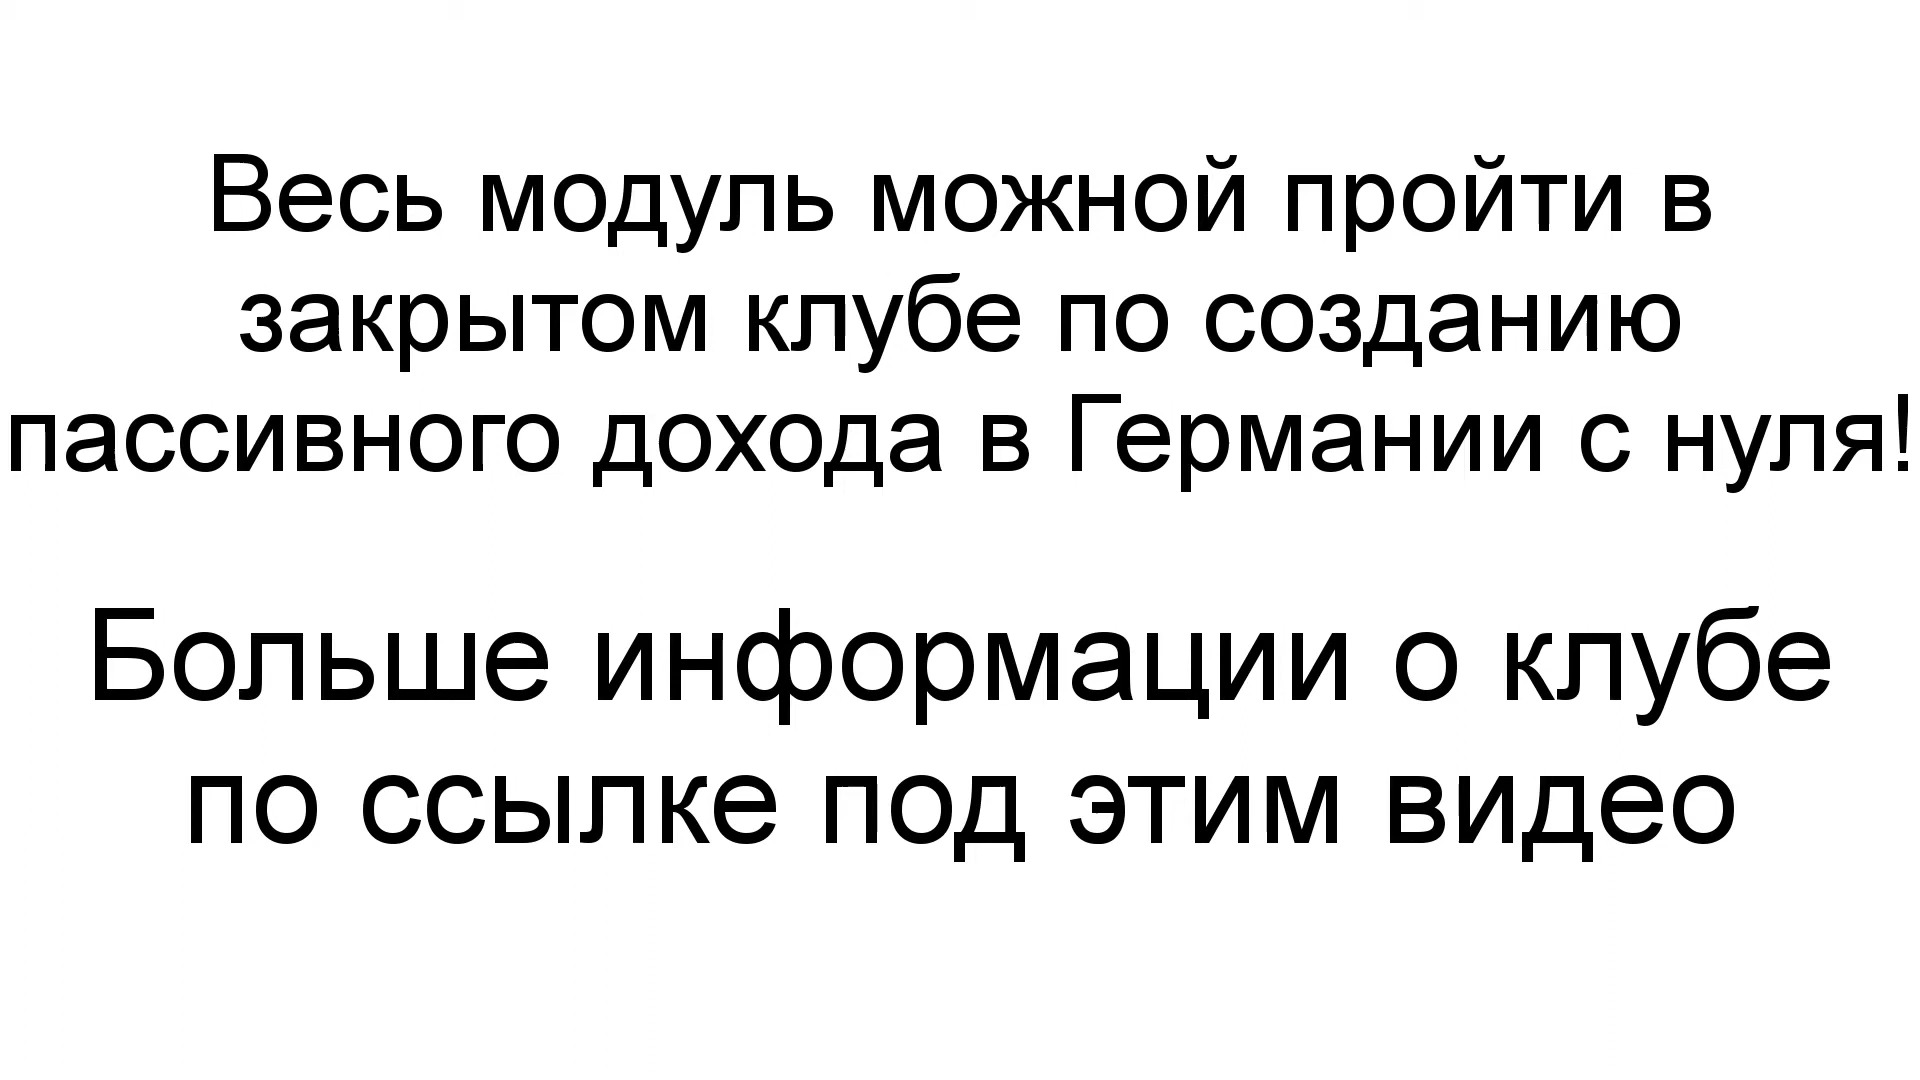 Весь модуль можной пройти в
закрытом клубе по созданию
пассивного дохода в Германии с нуля!
Больше информации о клубе
по ссылке под этим видео